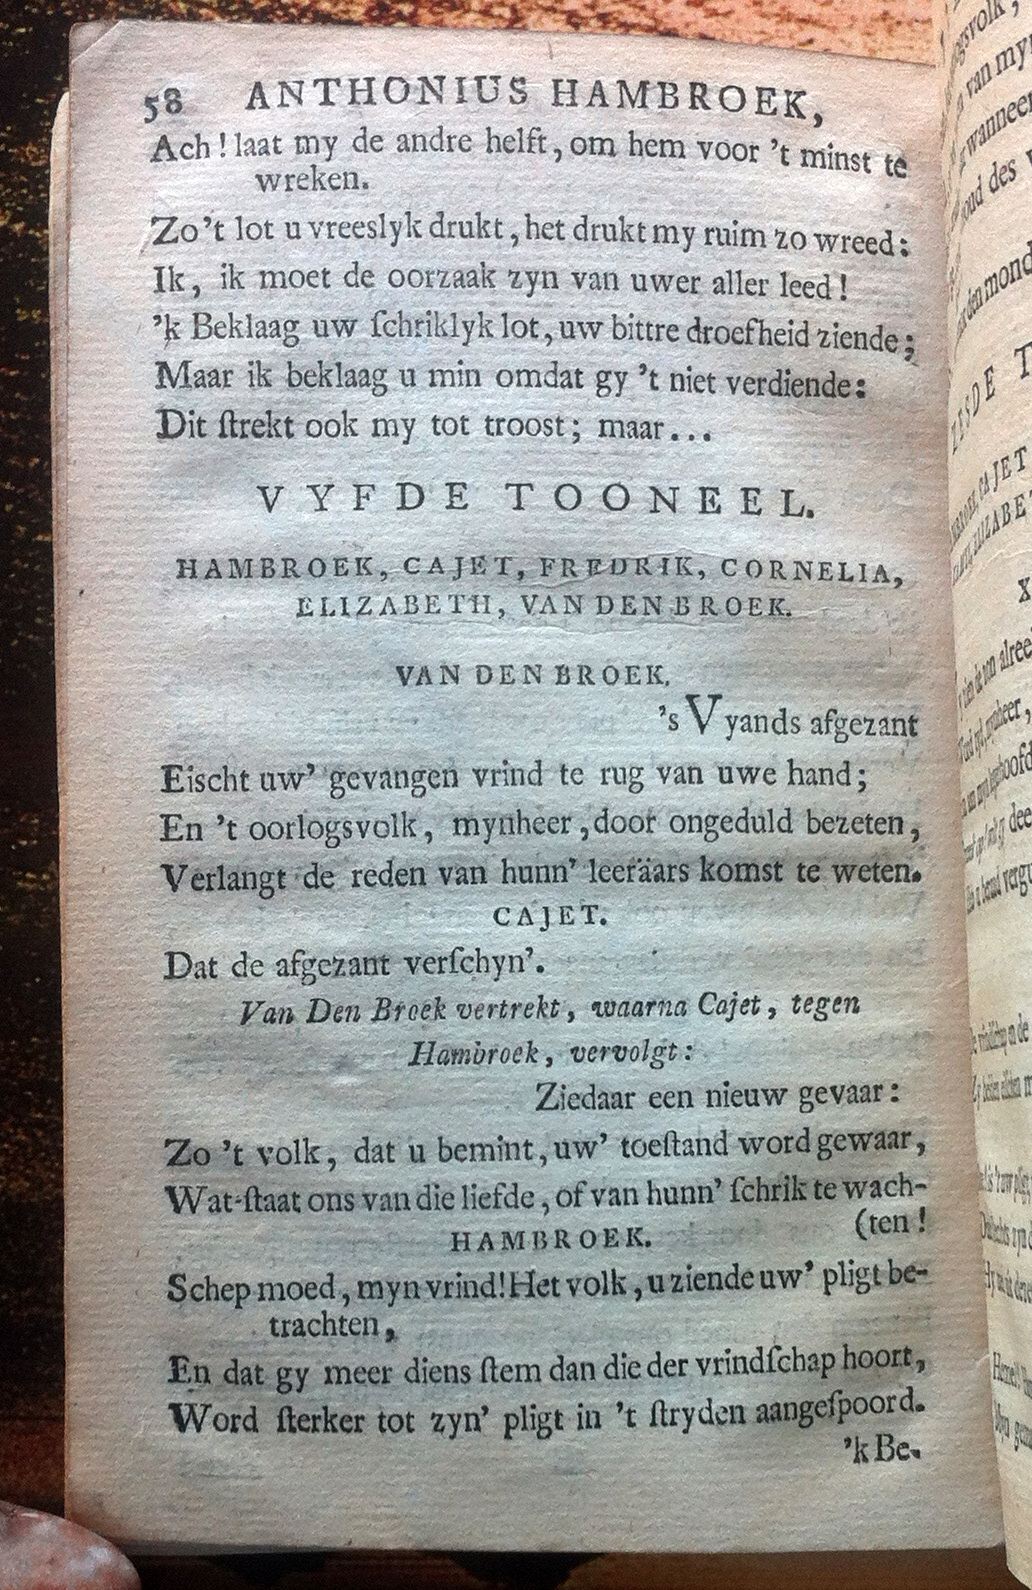 58 ANTHONIUS HAMBROEK,
Ach! laat my de andre helft, om hem voor 't minst te
wreken.
Zo 't lot u vreeslyk drukt, het drukt my ruim zo wreed:
Ik, ik moet de oorzaak zyn van uwer aller leed!
'k Beklaag uw ſchriklyk lot, uw bittre droefheid ziende;
Maar ik beklaag u min omdat gy 't niet verdiende:
Dit ſtrekt ook my tot troost; maar...
VYFDE TOONEEL.
HAMBROEK, CAJET, FREDRIK, CORNELIA,
ELIZABETH, VAN DEN BROEK.
VAN DEN BROEK.
's Vyands afgezant
Eischt uw' gevangen vrind te rug van uwe hand;
En 't oorlogsvolk, mynheer, door ongeduld bezeten,
Verlangt de reden van hunn' leeräars komst te weten.
CAJET.
Dat de afgezant verſchyn'.
Van Den Broek vertrekt, waarna Cajet, tegen
Hambroek, vervolgt:
Ziedaar een nieuw gevaar:
Zo 't volk, dat u bemint, uw' toeſtand word gewaar,
Wat ſtaat ons van die liefde, of van hunn' ſchrik te wach-
(ten!
HAMBROEK.
Schep moed, myn vrind! Het volk, u ziende uw' pligt be-
trachten,
En dat gy meer diens ſtem dan die der vrindſchap hoort,
Word ſterker tot zyn' pligt in 't ſtryden aangeſpoord.
'k Be-